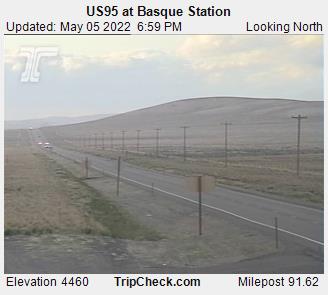 US95 at Basque Station
Updated: May 05 2022 6:59 PM Looking North
Elevation 4460 TripCheck.com Milepost 91.62